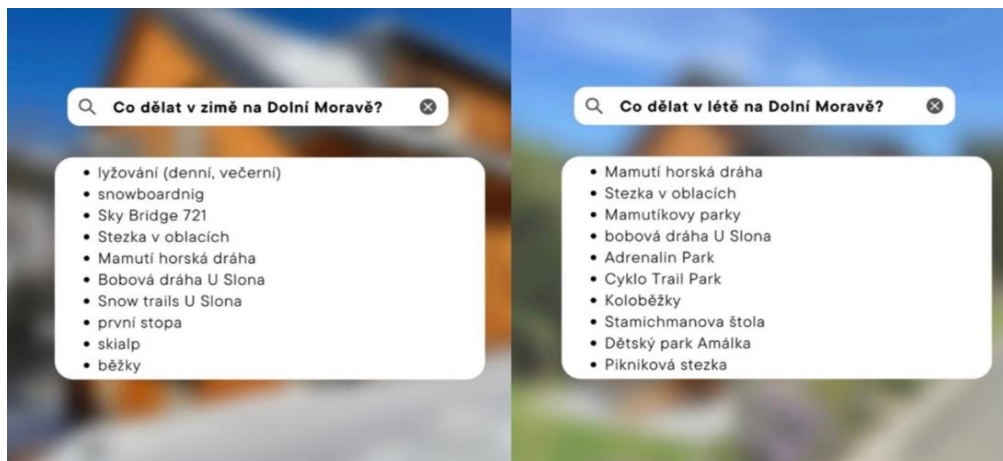 Co dělat v zimě na Dolní Moravě?
• lyžování (denní, večerní)
• snowboardnig
• Sky Bridge 721
• Stezka v oblacích
• Mamutí horská dráha
• Bobová dráha U Slona
• Snow trails U Slona
• první stopa
• skialp
• běžky
Co dělat v létě na Dolní Moravě?
• Mamutí horská dráha
• Stezka v oblacích
• Mamutíkovy parky
• bobová dráha U Slona
• Adrenalin Park
• Cyklo Trail Park
• Koloběžky
• Stamichmanova štola
• Dětský park Amálka
• Pikniková stezka